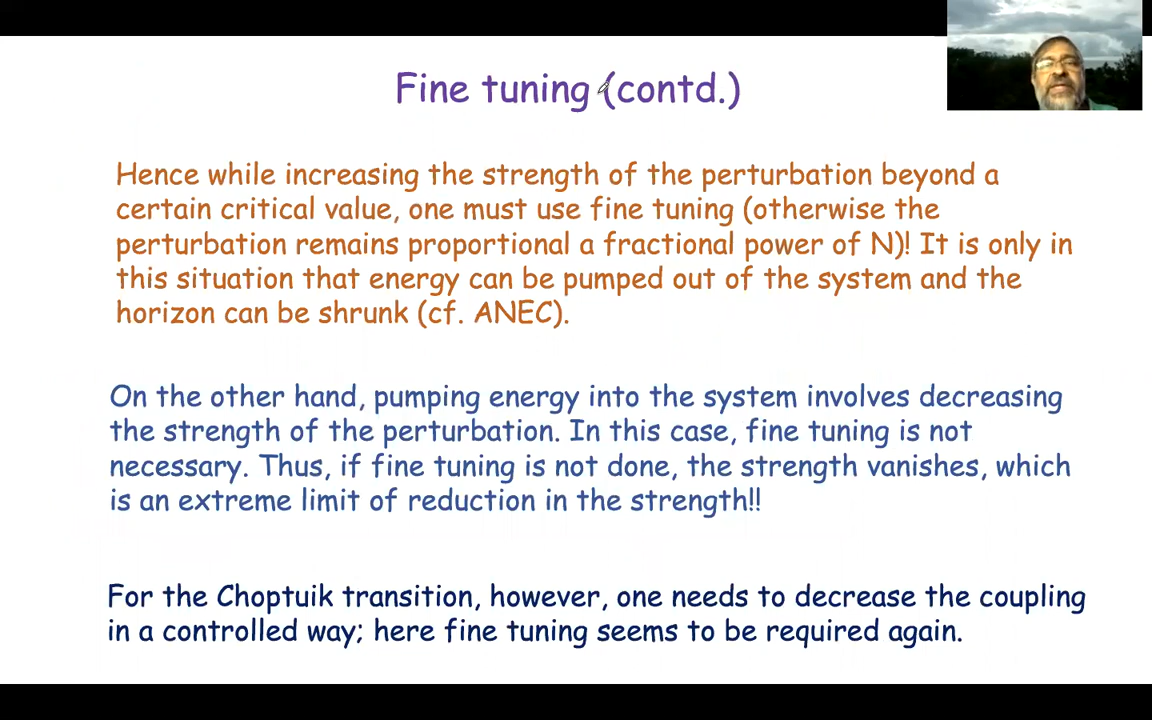 Fine tuning (contd.)
Hence while increasing the strength of the perturbation beyond a
certain critical value, one must use fine tuning (otherwise the
perturbation remains proportional a fractional power of N)! It is only in
this situation that energy can be pumped out of the system and the
horizon can be shrunk (cf. ANEC).
On the other hand, pumping energy into the system involves decreasing
the strength of the perturbation. In this case, fine tuning is not
necessary. Thus, if fine tuning is not done, the strength vanishes, which
is an extreme limit of reduction in the strength!!
For the Choptuik transition, however, one needs to decrease the coupling
in a controlled way; here fine tuning seems to be required again.